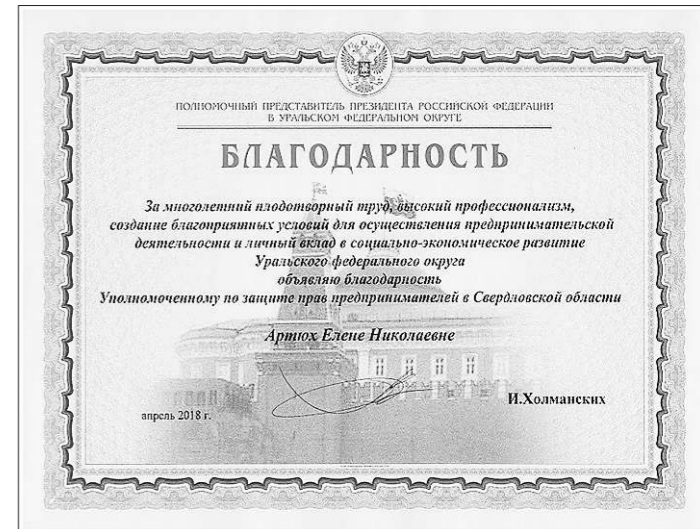 ПОЛНОМОЧНЫЙ ПРЕДСТАВИТЕЛЬ ПРЕЗИДЕНТА РОССИЙСКОЙ ФЕДЕРАЦИИ
В УРАЛЬСКОМ ФЕДЕРАЛЬНОМ ОКРУГЕ
БЛАГОДАРНОСТЬ
За многолетний плодотворный труд, высокий профессионализм,
создание благоприятных условий для осуществления предпринимательской
деятельности и личный вклад в социально-экономическое развитие
Уральского федерального округа
объявляю благодарность
Уполномоченному по защите прав предпринимателей в Свердловской области
Артюх Елене Николаевне
И.Холманских
апрель 2018 г.